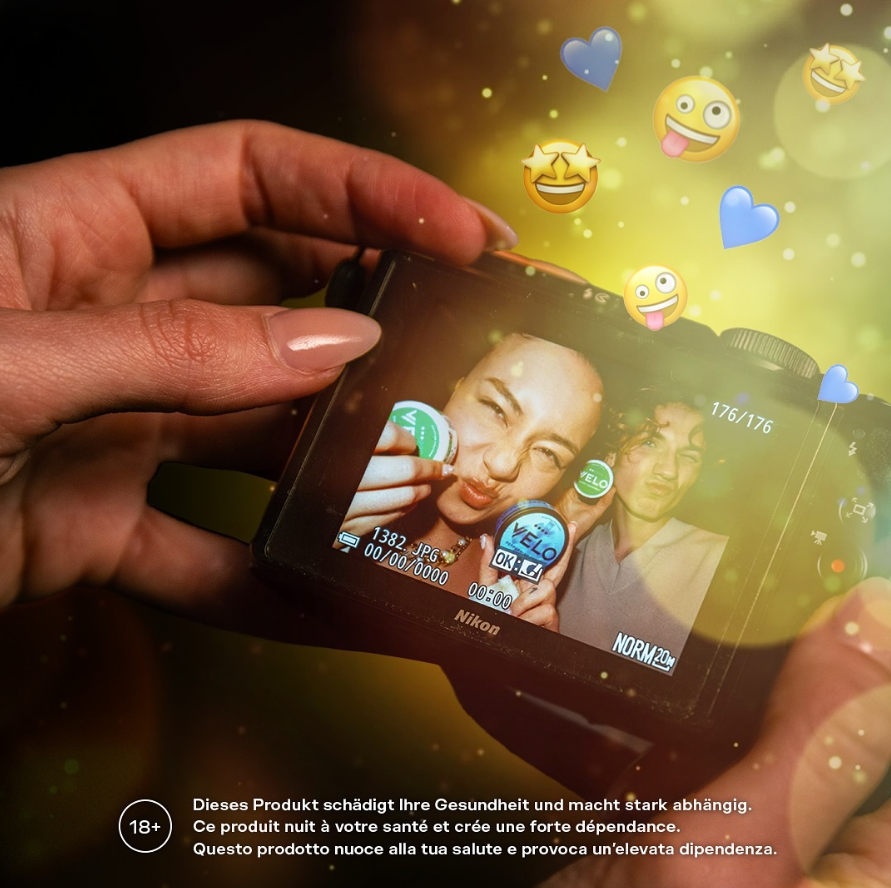 176/176
VELO
VELO
OK:
1382. JPG
00/00/0000
00:00
Nikon
NORM 20M
18+
Dieses Produkt schädigt Ihre Gesundheit und macht stark abhängig.
Ce produit nuit à votre santé et crée une forte dépendance.
Questo prodotto nuoce alla tua salute e provoca un'elevata dipendenza.